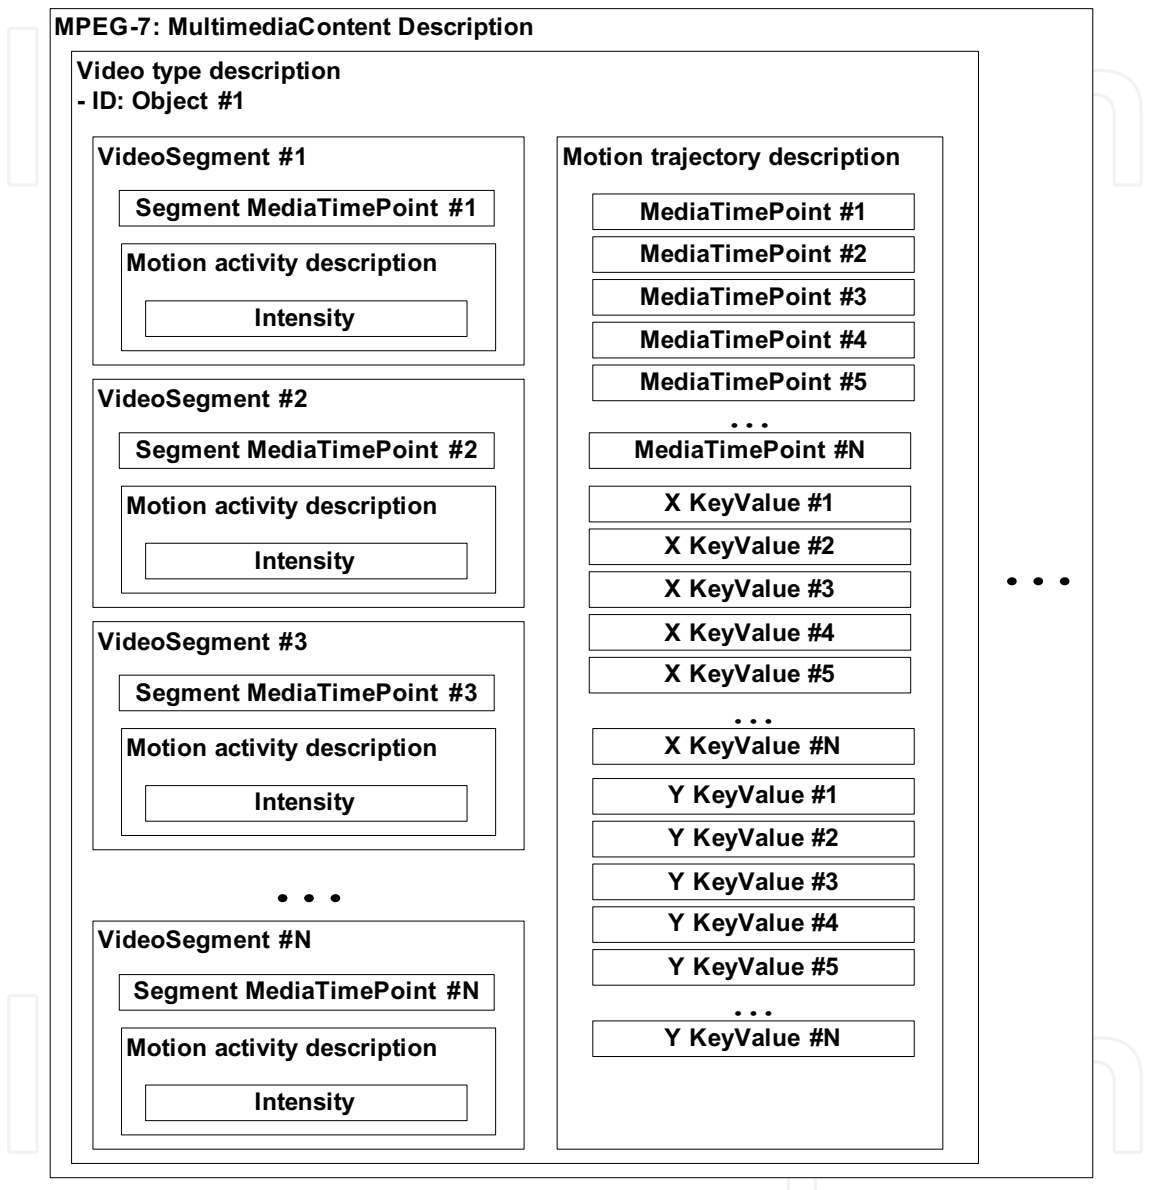 MPEG-7: MultimediaContent Description
Video type description
- ID: Object #1
VideoSegment #1
Segment MediaTimePoint #1
Motion activity description
Intensity
VideoSegment #2
Segment MediaTimePoint #2
Motion activity description
Intensity
VideoSegment #3
Segment MediaTimePoint #3
Motion activity description
Intensity
...
VideoSegment #N
Segment MediaTimePoint #N
Motion activity description
Intensity
Motion trajectory description
MediaTimePoint #1
MediaTimePoint #2
MediaTimePoint #3
MediaTimePoint #4
MediaTimePoint #5
...
MediaTimePoint #N
X KeyValue #1
X KeyValue #2
X KeyValue #3
X KeyValue #4
X KeyValue #5
...
X KeyValue #N
Y KeyValue #1
Y KeyValue #2
Y KeyValue #3
Y KeyValue #4
Y KeyValue #5
...
Y KeyValue #N
...